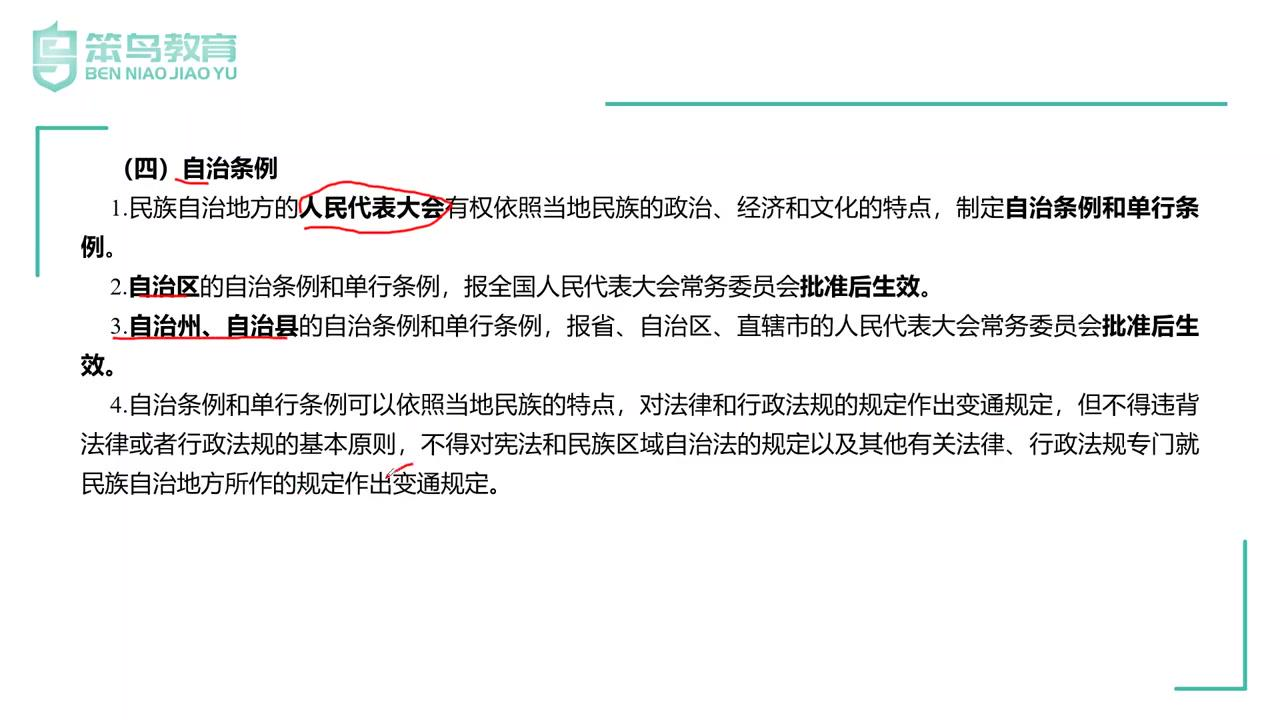 笨鸟教育
BEN NIAO JIAO YU
（四）自治条例
1.民族自治地方的人民代表大会有权依照当地民族的政治、经济和文化的特点，制定自治条例和单行条
例。
2.自治区的自治条例和单行条例，报全国人民代表大会常务委员会批准后生效。
3.自治州、自治县的自治条例和单行条例，报省、自治区、直辖市的人民代表大会常务委员会批准后生
效。
4.自治条例和单行条例可以依照当地民族的特点，对法律和行政法规的规定作出变通规定，但不得违背
法律或者行政法规的基本原则，不得对宪法和民族区域自治法的规定以及其他有关法律、行政法规专门就
民族自治地方所作的规定作出变通规定。